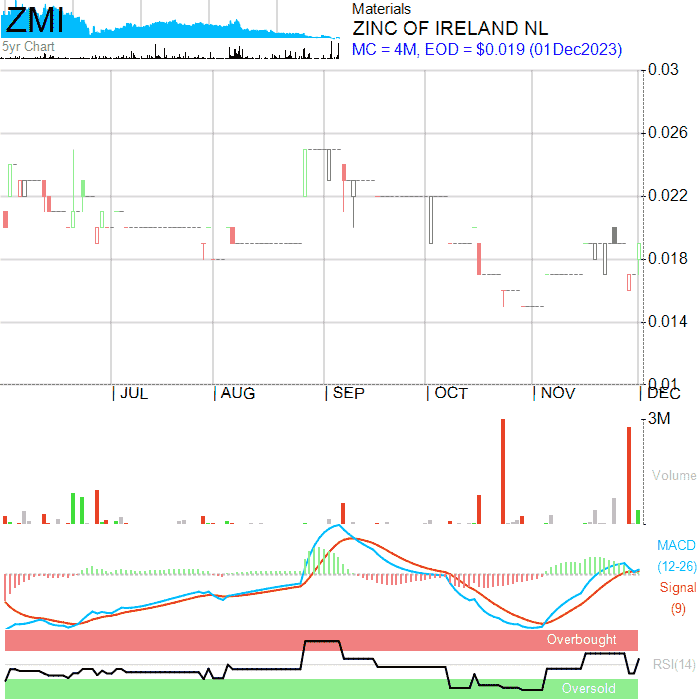 ZMI
5yr Chart
Materials
ZINC OF IRELAND NL
MC = 4M, EOD = $0.019 (01Dec2023)
0.03
0.026
0.022
0.018
0.014
0.01
JUL AUG SEP OCT NOV DEC
3M
Volume
MACD
(12-26)
Signal
(9)
Overbought
RSI(14)
Oversold